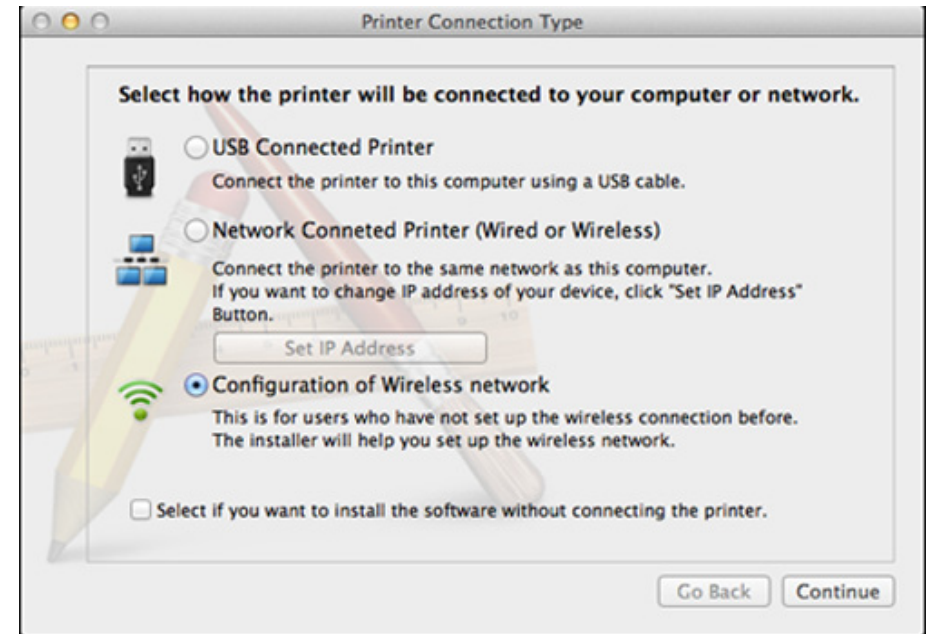 Printer Connection Type
Select how the printer will be connected to your computer or network.
USB Connected Printer
Connect the printer to this computer using a USB cable.
Network Conneted Printer (Wired or Wireless)
Connect the printer to the same network as this computer.
If you want to change IP address of your device, click "Set IP Address"
Button.
Set IP Address
Configuration of Wireless network
This is for users who have not set up the wireless connection before.
The installer will help you set up the wireless network.
Select if you want to install the software without connecting the printer.
Go Back Continue